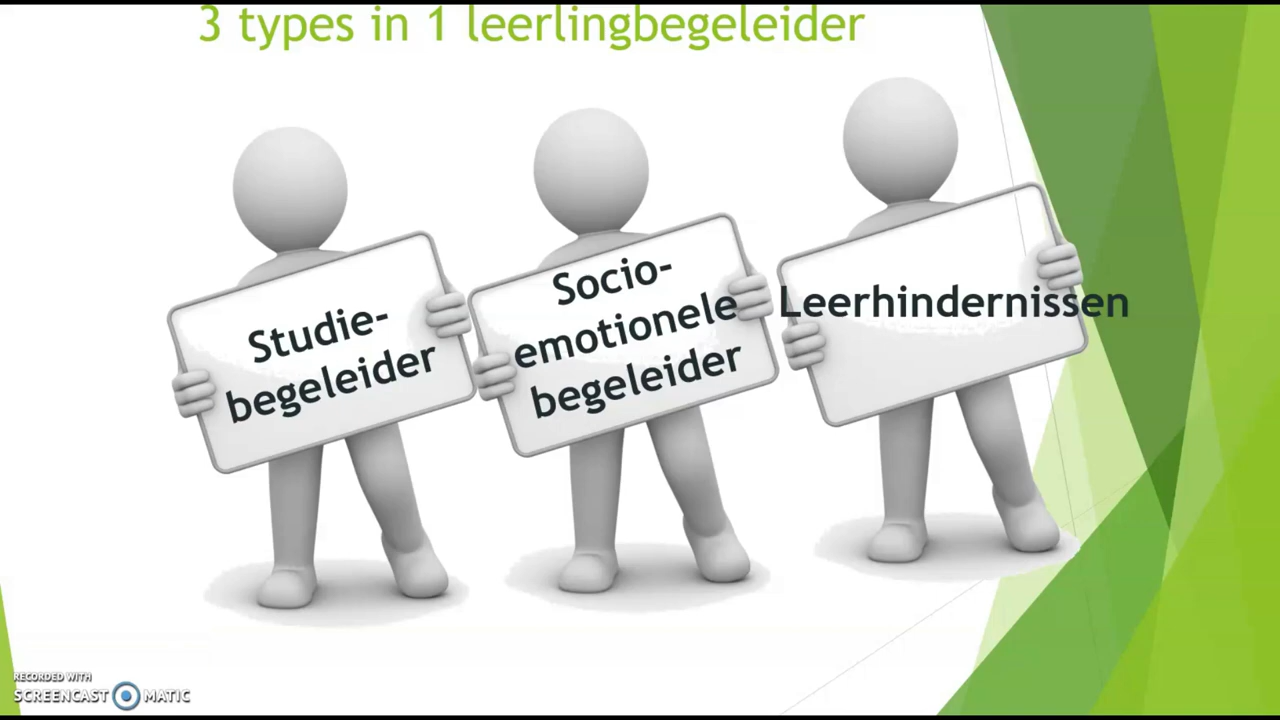 3 types in 1 leerlingbegeleider
Studie-
begeleider
Socio-
emotionele
begeleider
Leerhindernissen
RECORDED WITH
SCREENCAST MATIC